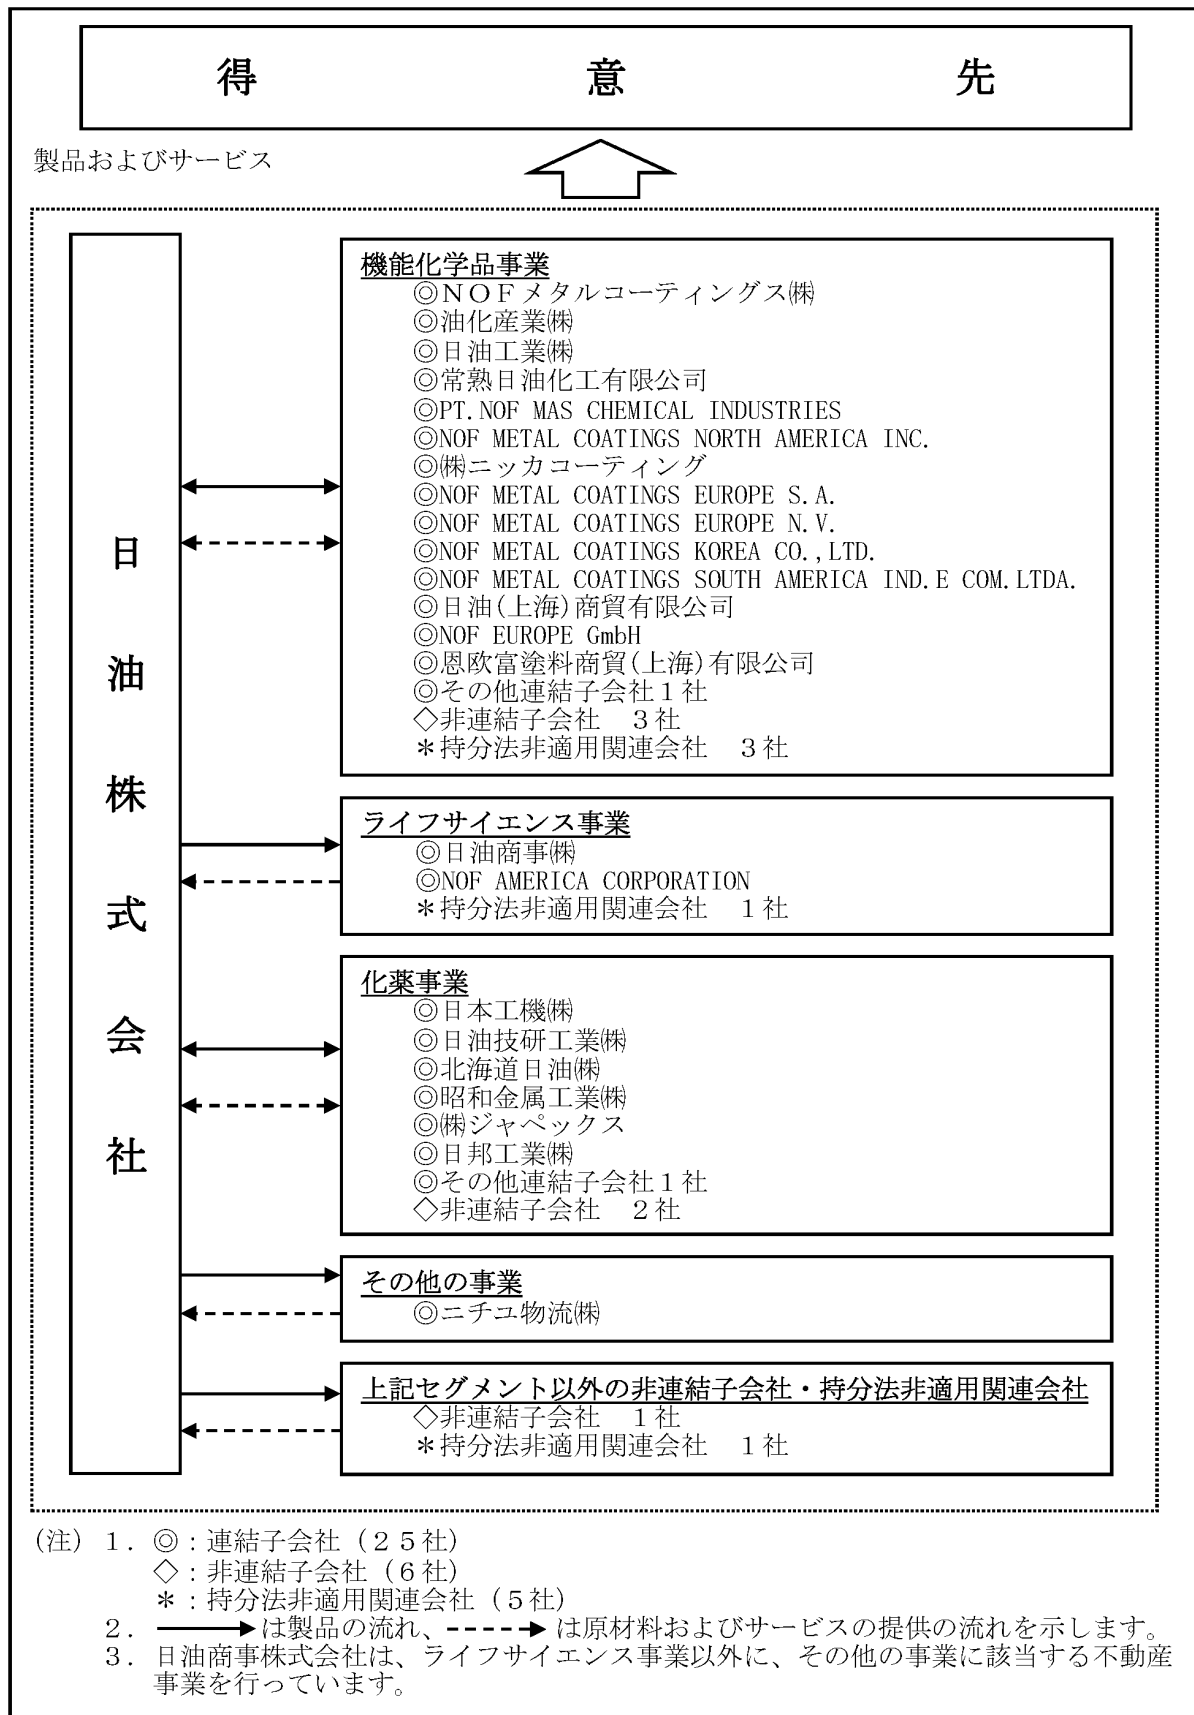 得意先
製品およびサービス
日油株式会社
機能化学品事業
◎ＮＯＦメタルコーティングス㈱
◎油化産業㈱
◎日油工業㈱
◎常熟日油化工有限公司
◎PT.NOF MAS CHEMICAL INDUSTRIES
◎NOF METAL COATINGS NORTH AMERICA INC.
◎㈱ニッカコーティング
◎NOF METAL COATINGS EUROPE S.A.
◎NOF METAL COATINGS EUROPE N.V.
◎NOF METAL COATINGS KOREA CO.,LTD.
◎NOF METAL COATINGS SOUTH AMERICA IND.E COM.LTDA.
◎日油(上海)商貿有限公司
◎NOF EUROPE GmbH
◎恩欧富塗料商貿(上海)有限公司
◎その他連結子会社１社
◇非連結子会社　３社
＊持分法非適用関連会社　３社
ライフサイエンス事業
◎日油商事㈱
◎NOF AMERICA CORPORATION
＊持分法非適用関連会社　１社
化薬事業
◎日本工機㈱
◎日油技研工業㈱
◎北海道日油㈱
◎昭和金属工業㈱
◎㈱ジャペックス
◎日邦工業㈱
◎その他連結子会社１社
◇非連結子会社　２社
その他の事業
◎ニチユ物流㈱
上記セグメント以外の非連結子会社・持分法非適用関連会社
◇非連結子会社　１社
＊持分法非適用関連会社　１社
(注) １．◎：連結子会社（２５社）
◇：非連結子会社（６社）
＊：持分法非適用関連会社（５社）
２．→は製品の流れ、----→は原材料およびサービスの提供の流れを示します。
３．日油商事株式会社は、ライフサイエンス事業以外に、その他の事業に該当する不動産
事業を行っています。